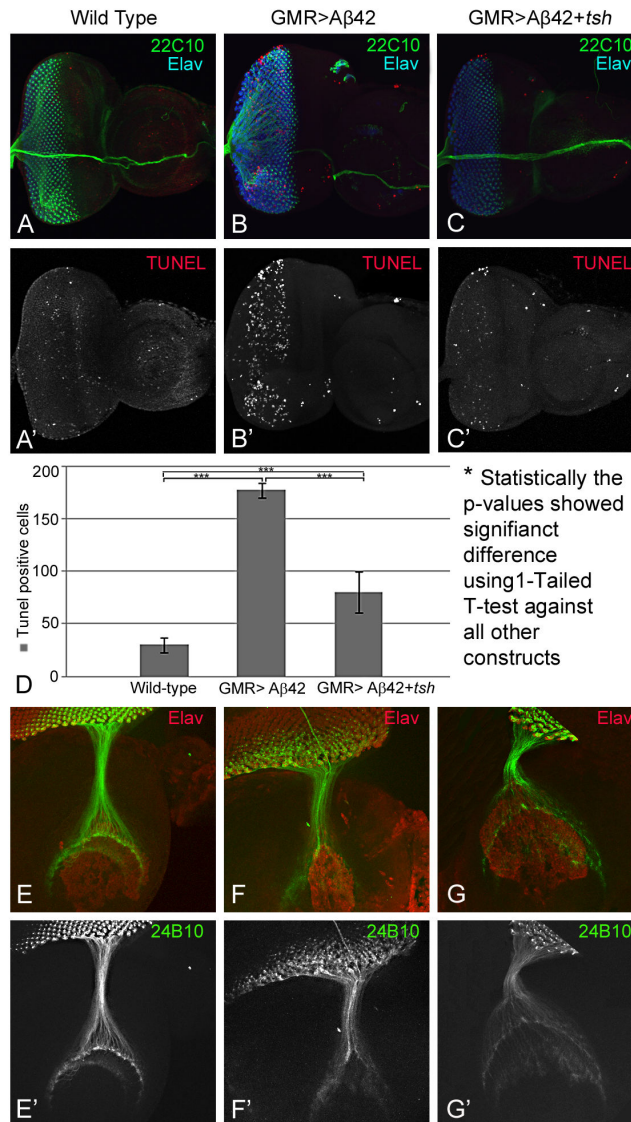 Wild Type
GMR>Aβ42
GMR>Aβ42+tsh
22C10
Elav
A
22C10
Elav
B
22C10
Elav
C
TUNEL
A’
TUNEL
B’
TUNEL
C’
200
150
100
50
0
Tunel positive cells
***
***
***
D
Wild-type
GMR> Aβ42
GMR> Aβ42+tsh
* Statistically the
p-values showed
signifianct
difference
using1-Tailed
T-test against
all other
constructs
Elav
E
Elav
F
Elav
G
24B10
E’
24B10
F’
24B10
G’